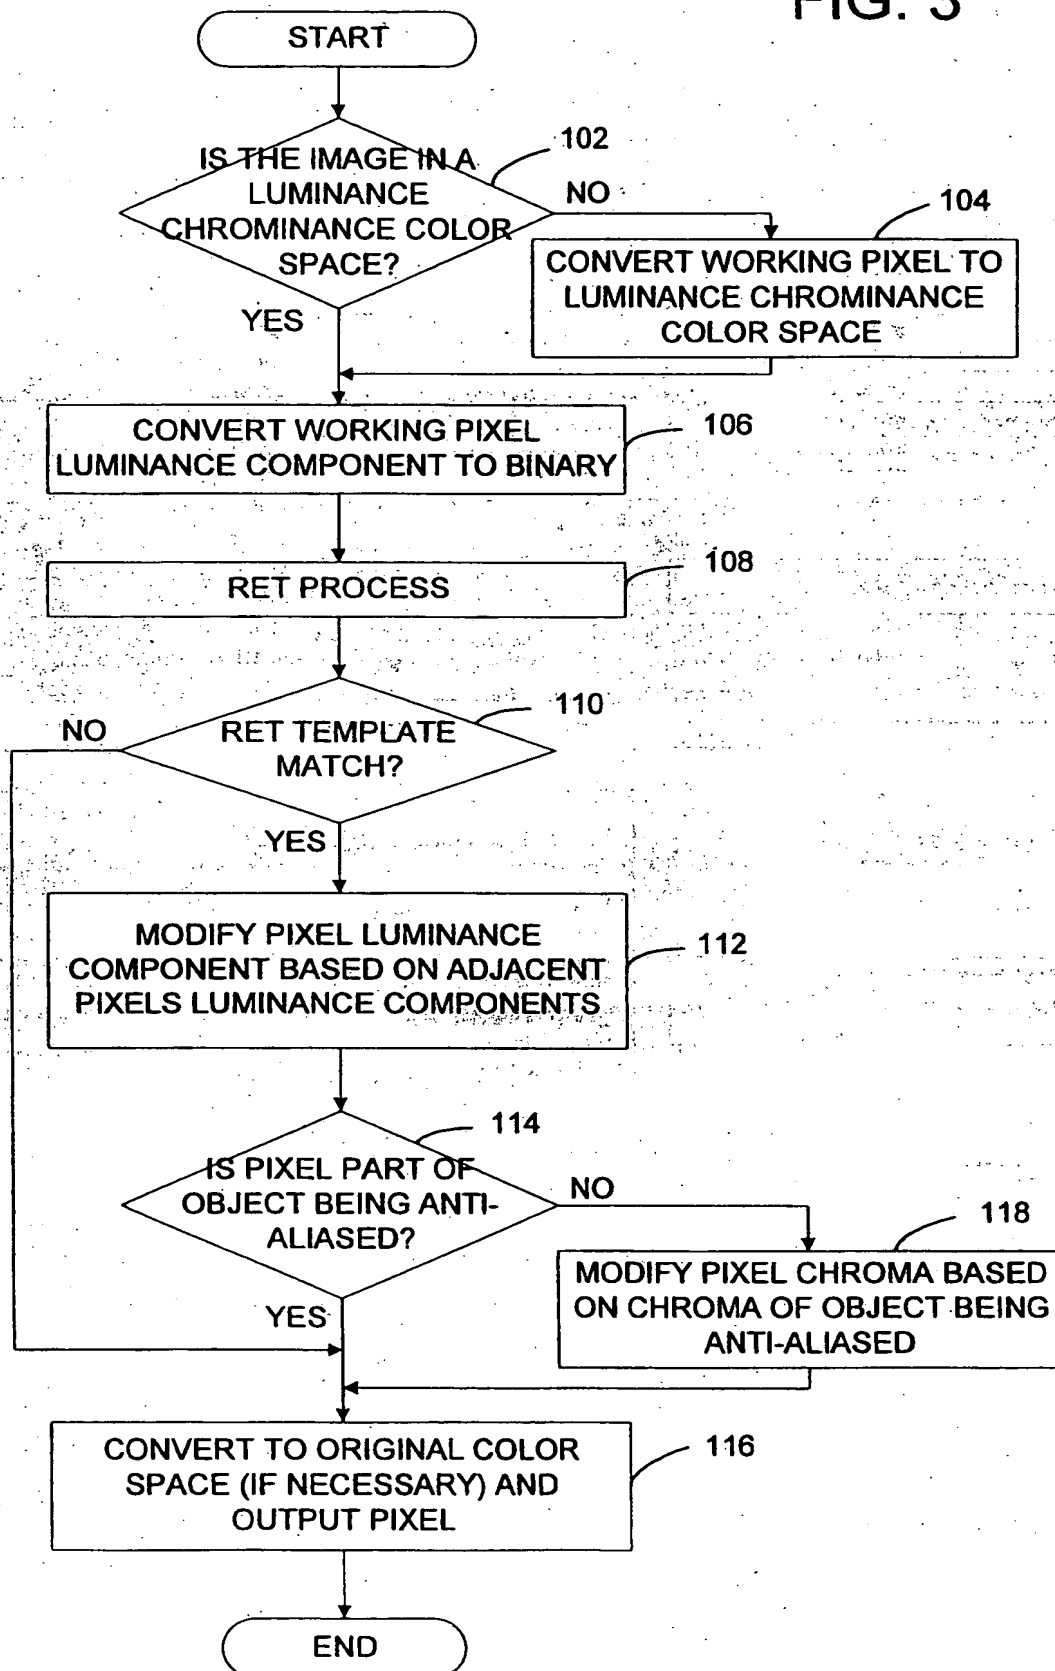 FIG. 3
START
IS THE IMAGE IN A
LUMINANCE
CHROMINANCE COLOR
SPACE?
102
NO
YES
104
CONVERT WORKING PIXEL TO
LUMINANCE CHROMINANCE
COLOR SPACE
CONVERT WORKING PIXEL
LUMINANCE COMPONENT TO BINARY
106
RET PROCESS
108
RET TEMPLATE
MATCH?
110
NO
YES
MODIFY PIXEL LUMINANCE
COMPONENT BASED ON ADJACENT
PIXELS LUMINANCE COMPONENTS
112
IS PIXEL PART OF
OBJECT BEING ANTI-
ALIASED?
114
NO
YES
118
MODIFY PIXEL CHROMA BASED
ON CHROMA OF OBJECT BEING
ANTI-ALIASED
CONVERT TO ORIGINAL COLOR
SPACE (IF NECESSARY) AND
OUTPUT PIXEL
116
END